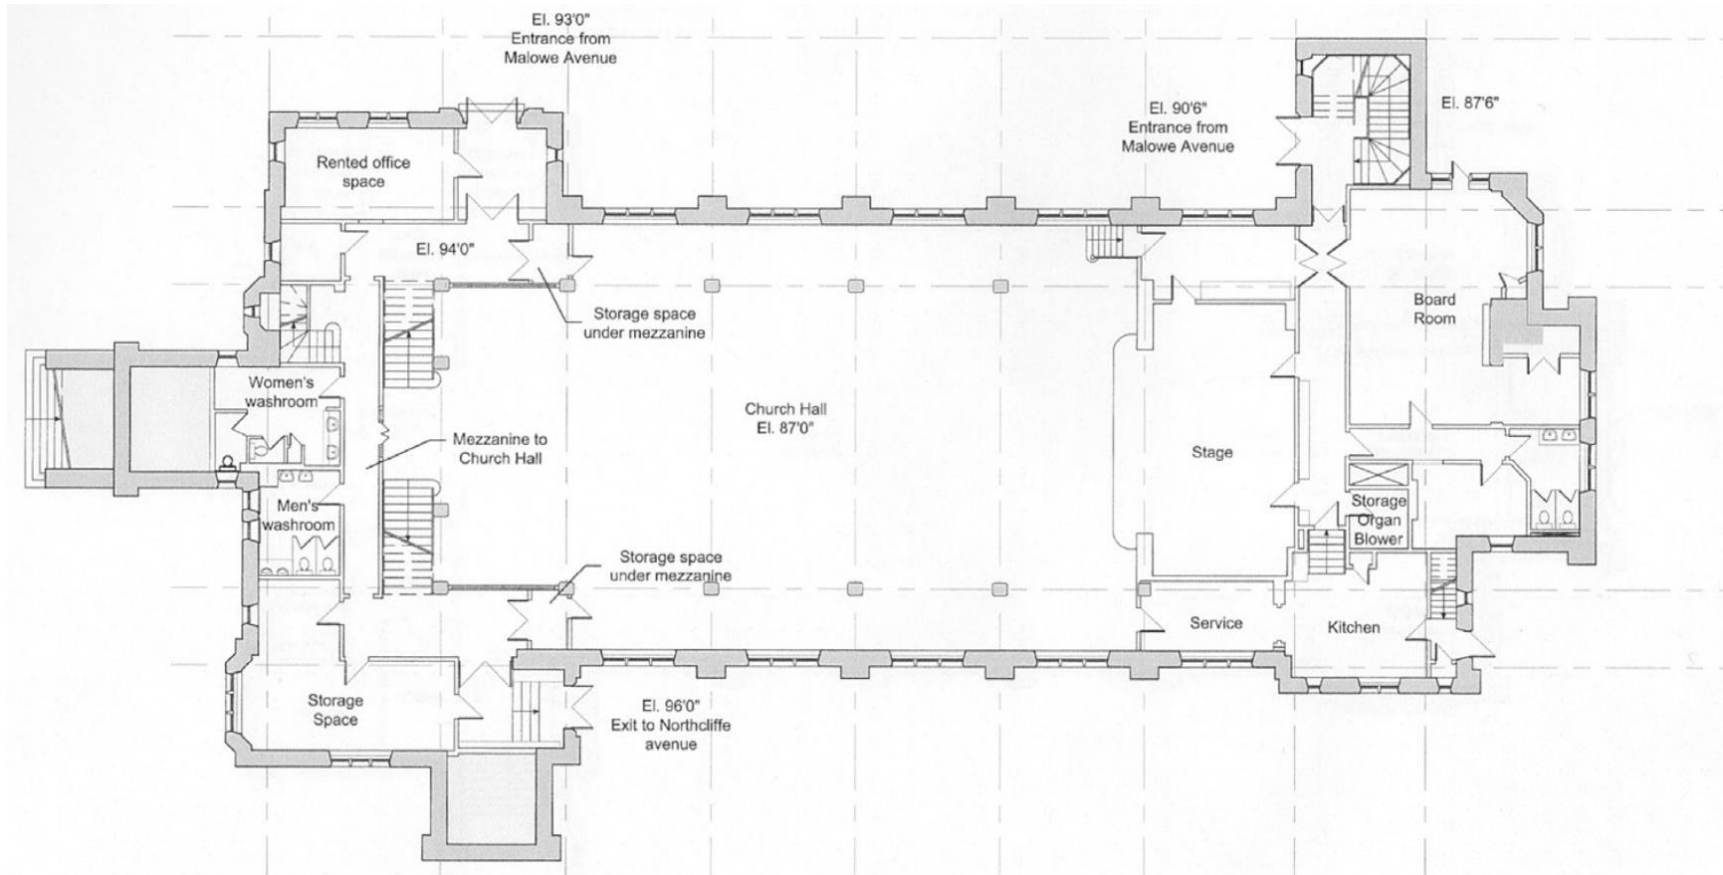 El. 93'0"
Entrance from
Malowe Avenue
El. 90'6"
Entrance from
Malowe Avenue
El. 87'6"
Rented office
space
El. 94'0"
Storage space
under mezzanine
Board
Room
Women's
washroom
Church Hall
El. 87'0"
Mezzanine to
Church Hall
Stage
Men's
washroom
Storage
Organ
Blower
Storage space
under mezzanine
Service
Kitchen
Storage
Space
El. 96'0"
Exit to Northcliffe
avenue